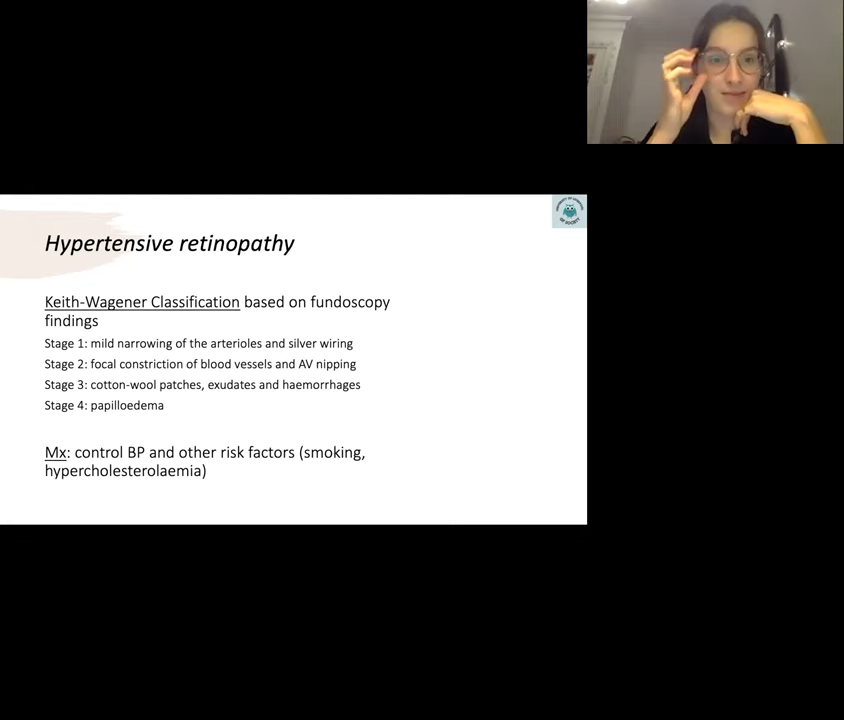 Hypertensive retinopathy
Keith-Wagener Classification based on fundoscopy
findings
Stage 1: mild narrowing of the arterioles and silver wiring
Stage 2: focal constriction of blood vessels and AV nipping
Stage 3: cotton-wool patches, exudates and haemorrhages
Stage 4: papilloedema
Mx: control BP and other risk factors (smoking,
hypercholesterolaemia)